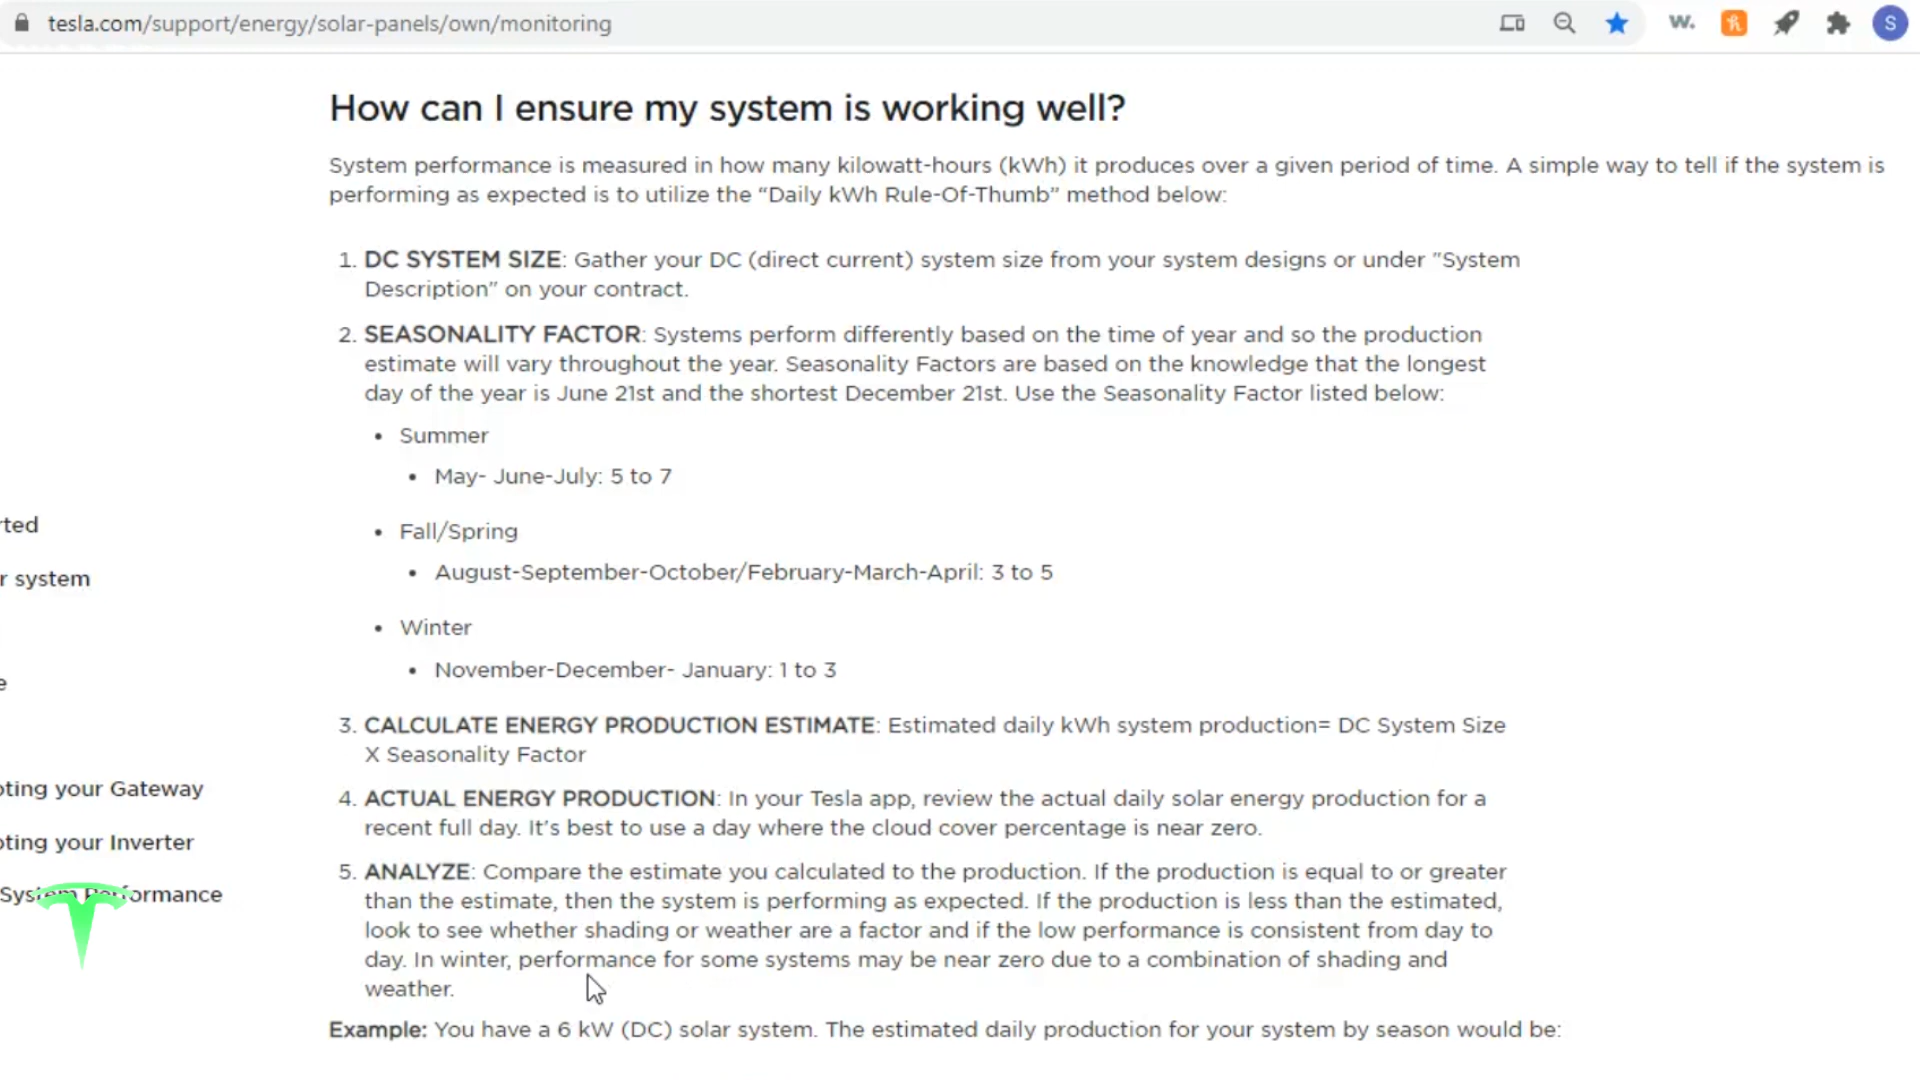 tesla.com/support/energy/solar-panels/own/monitoring
W.
S
How can I ensure my system is working well?
System performance is measured in how many kilowatt-hours (kWh) it produces over a given period of time. A simple way to tell if the system is
performing as expected is to utilize the “Daily kWh Rule-Of-Thumb” method below:
1. DC SYSTEM SIZE: Gather your DC (direct current) system size from your system designs or under "System
Description" on your contract.
2. SEASONALITY FACTOR: Systems perform differently based on the time of year and so the production
estimate will vary throughout the year. Seasonality Factors are based on the knowledge that the longest
day of the year is June 21st and the shortest December 21st. Use the Seasonality Factor listed below:
• Summer
• May- June-July: 5 to 7
• Fall/Spring
• August-September-October/February-March-April: 3 to 5
• Winter
• November-December- January: 1 to 3
3. CALCULATE ENERGY PRODUCTION ESTIMATE: Estimated daily kWh system production= DC System Size
X Seasonality Factor
4. ACTUAL ENERGY PRODUCTION: In your Tesla app, review the actual daily solar energy production for a
recent full day. It’s best to use a day where the cloud cover percentage is near zero.
5. ANALYZE: Compare the estimate you calculated to the production. If the production is equal to or greater
than the estimate, then the system is performing as expected. If the production is less than the estimated,
look to see whether shading or weather are a factor and if the low performance is consistent from day to
day. In winter, performance for some systems may be near zero due to a combination of shading and
weather.
Example: You have a 6 kW (DC) solar system. The estimated daily production for your system by season would be:
rted
r system
e
oting your Gateway
oting your Inverter
System Performance